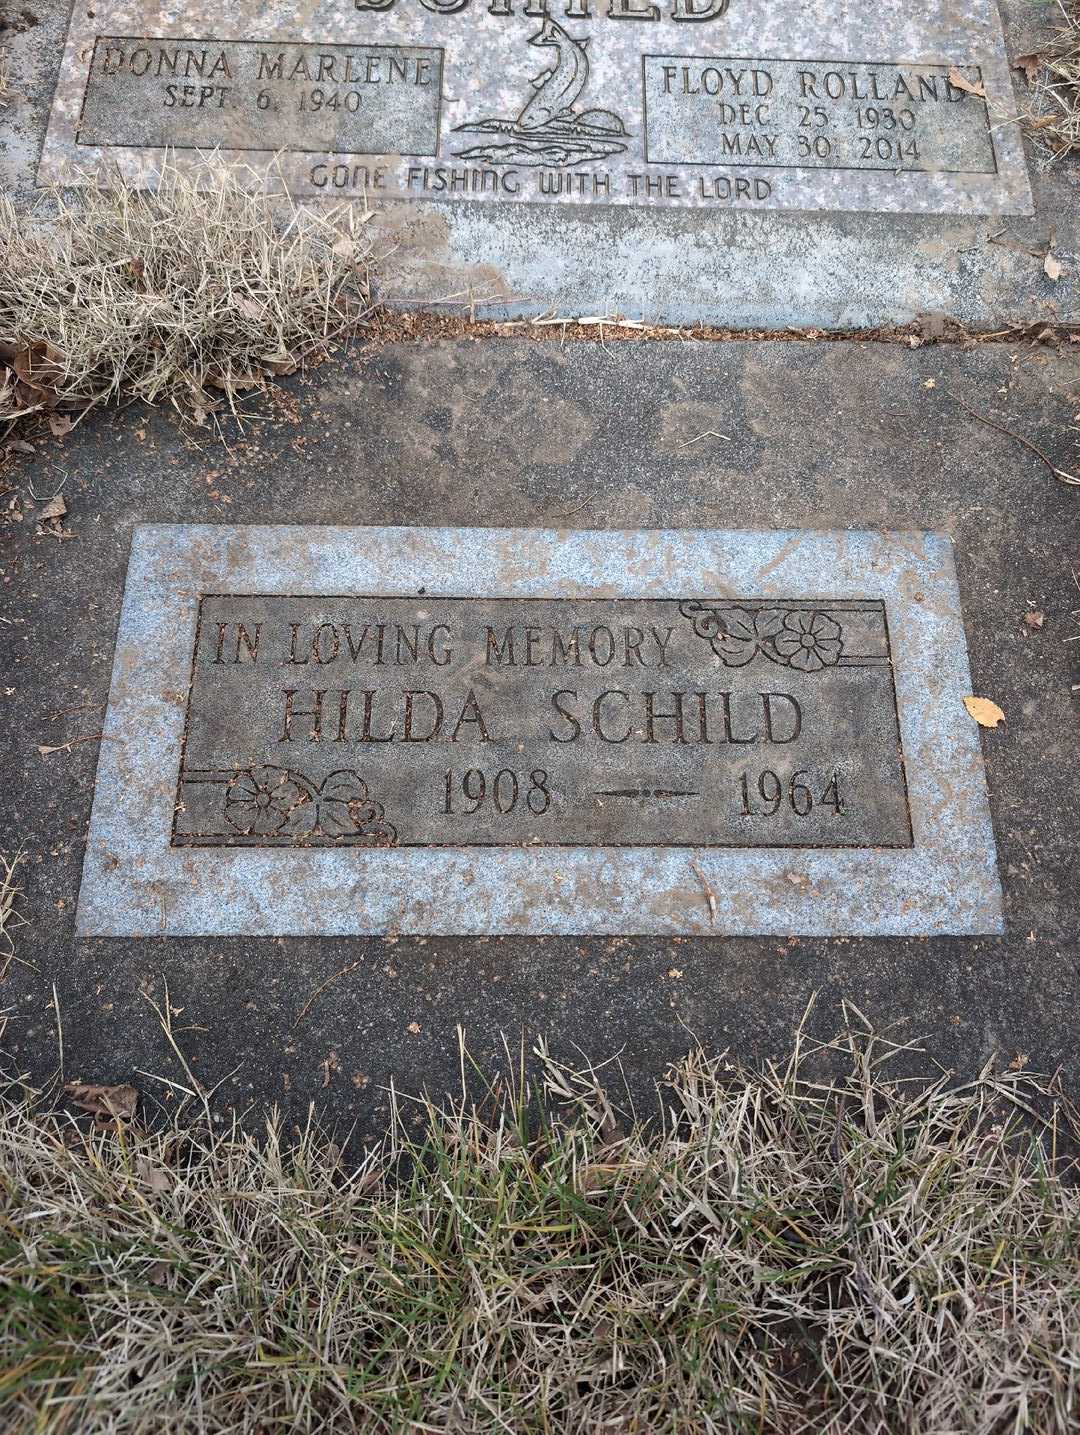 SCHILD
DONNA MARLENE
SEPT. 6, 1940
FLOYD ROLLAND
DEC. 25, 1930
MAY 30, 2014
GONE FISHING WITH THE LORD
IN LOVING MEMORY
HILDA SCHILD
1908 — 1964